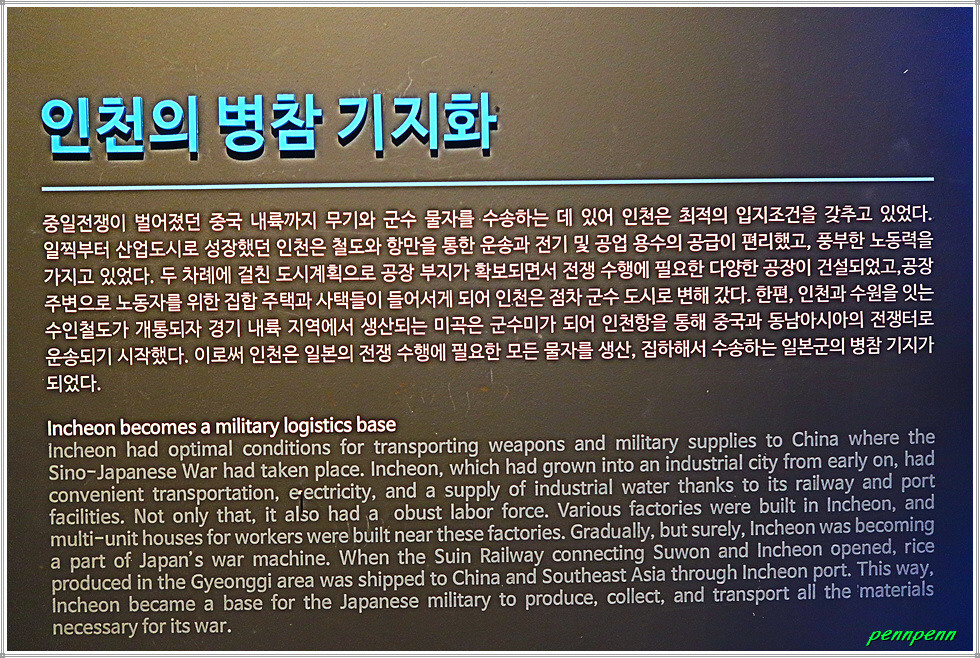 인천의 병참 기지화
중일전쟁이 벌어졌던 중국 내륙까지 무기와 군수 물자를 수송하는 데 있어 인천은 최적의 입지조건을 갖추고 있었다.
일찍부터 산업도시로 성장했던 인천은 철도와 항만을 통한 운송과 전기 및 공업 용수의 공급이 편리했고, 풍부한 노동력을
가지고 있었다. 두 차례에 걸친 도시계획으로 공장 부지가 확보되면서 전쟁 수행에 필요한 다양한 공장이 건설되었고,공장
주변으로 노동자를 위한 집합 주택과 사택들이 들어서게 되어 인천은 점차 군수 도시로 변해 갔다. 한편, 인천과 수원을 잇는
수인철도가 개통되자 경기 내륙 지역에서 생산되는 미곡은 군수미가 되어 인천항을 통해 중국과 동남아시아의 전쟁터로
운송되기 시작했다. 이로써 인천은 일본의 전쟁 수행에 필요한 모든 물자를 생산, 집하해서 수송하는 일본군의 병참 기지가
되었다.
Incheon becomes a military logistics base
Incheon had optimal conditions for transporting weapons and military supplies to China where the
Sino-Japanese War had taken place. Incheon, which had grown into an industrial city from early on, had
convenient transportation, e ectricity, and a supply of industrial water thanks to its railway and port
facilities. Not only that, it also had a obust labor force. Various factories were built in Incheon, and
multi-unit houses for workers were built near these factories. Gradually, but surely, Incheon was becoming
a part of Japan's war machine. When the Suin Railway connecting Suwon and Incheon opened, rice
produced in the Gyeonggi area was shipped to China and Southeast Asia through Incheon port. This way,
Incheon became a base for the Japanese military to produce, collect, and transport all the materials
necessary for its war.
pennpenn